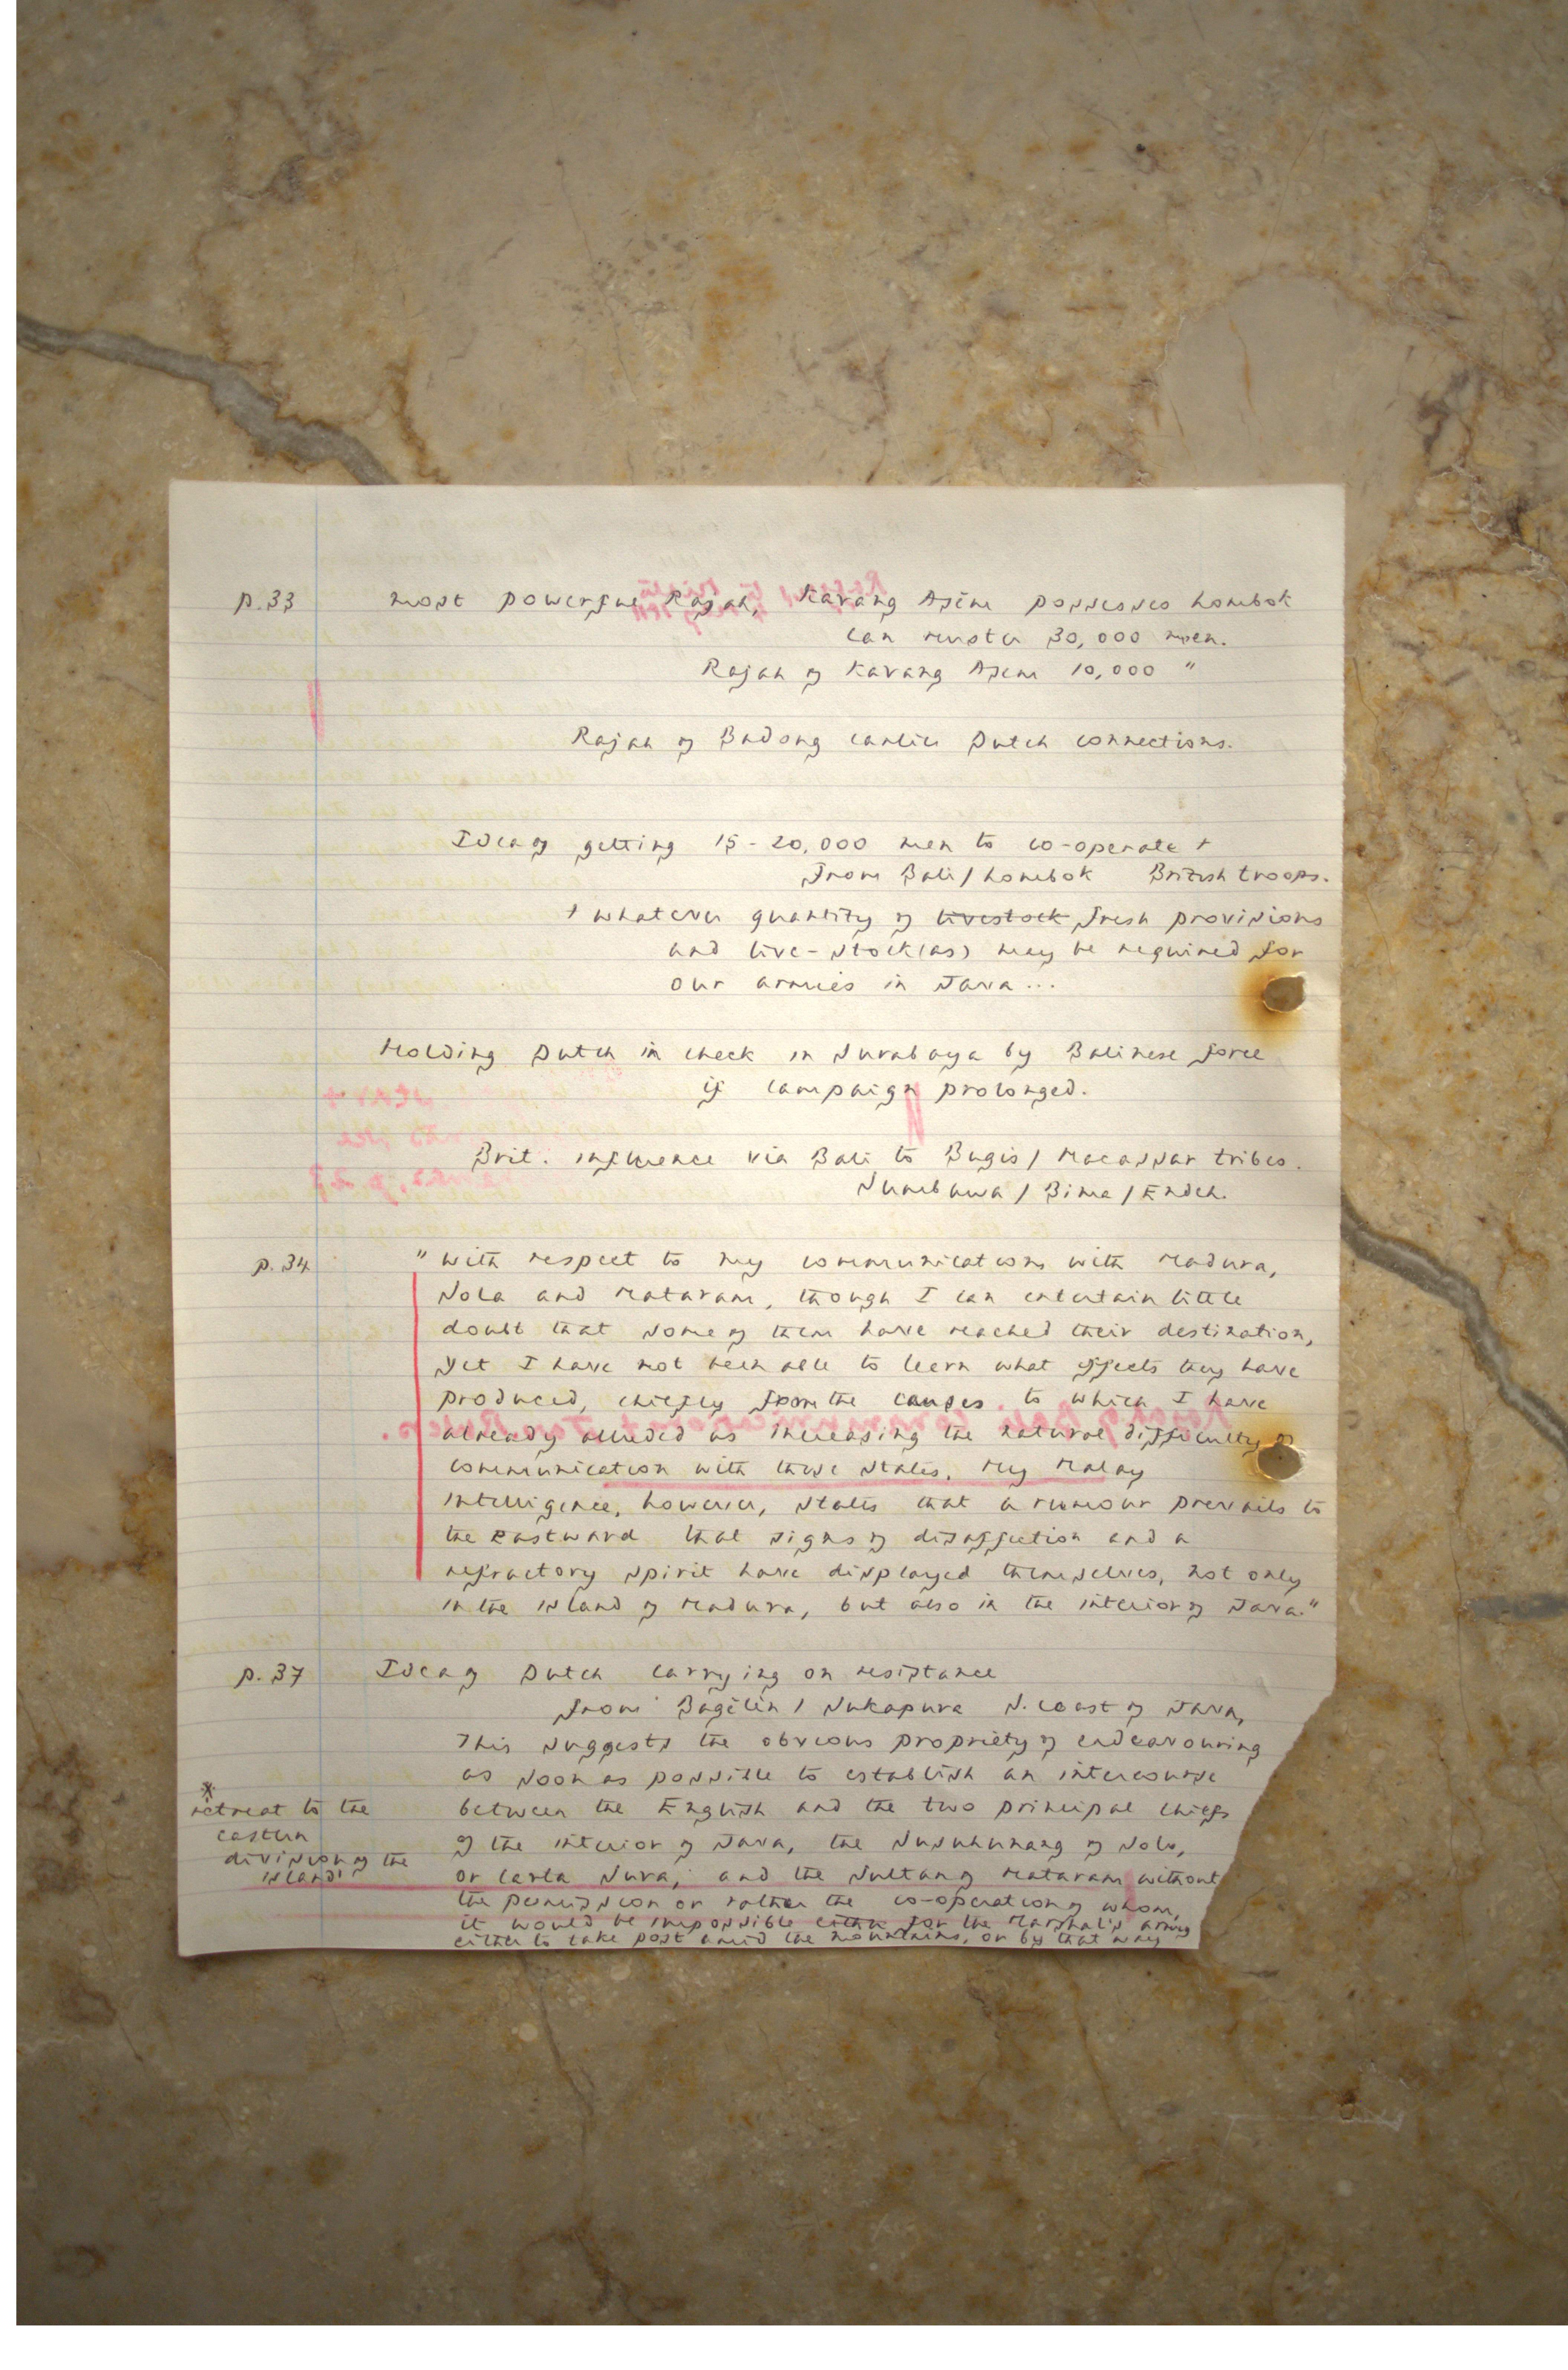 p.33 Most powerful Rajah, Karang Asem possesses Lombok
can muster 30,000 men.
Rajah of Karang Asem 10,000 "
Rajah of Badong earlier Dutch connections.
Idea of getting 15-20,000 men to co-operate +
from Bali/Lombok British troops.
+ whatever quantity of livestock fresh provisions
and live-stock (as) may be required for
our armies in Java...
Holding Dutch in check in Surabaya by Balinese force
if campaign prolonged.
Brit. influence via Bali to Bugis/Macassar tribes.
Sumbawa/Bima/Endeh.
p.34 "With respect to my communications with Madura,
Solo and Mataram, though I can entertain little
doubt that some of them have reached their destination,
yet I have not been able to learn what effects they have
produced, chiefly from the causes to which I have
already alluded as increasing the natural difficulty of
communication with these states. My Malay
intelligence, however, states that a rumour prevails to
the Eastward that signs of disaffection and a
refractory spirit have displayed themselves, not only
in the island of Madura, but also in the interior of Java."
p.37 Idea of Dutch carrying on resistance
from Bagelen/Sukapura S. coast of Java,
This suggests the obvious propriety of endeavouring
as soon as possible to establish an intercourse
between the English and the two principal chiefs
of the interior of Java, the Susuhunang of Solo,
or Carta Sura, and the Sultan of Mataram without
the permission or rather the co-operation of whom,
it would be impossible either for the Marshal's army
either to take post amid the mountains, or by that way
x
retreat to the
eastern
division of the
island'